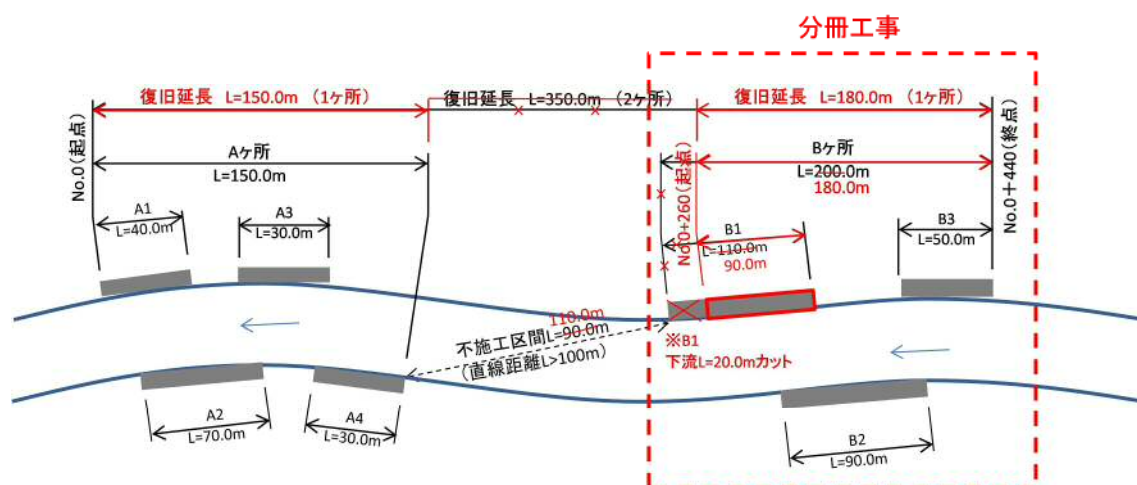 分冊工事
復旧延長 L=150.0m (1ヶ所)
復旧延長 L=350.0m (2ヶ所)
復旧延長 L=180.0m (1ヶ所)
No.0(起点)
Aヶ所
L=150.0m
No.0+260(起点)
Bヶ所
L=200.0m
180.0m
No.0+440(終点)
A1
L=40.0m
A3
L=30.0m
B1
L=110.0m
90.0m
B3
L=50.0m
110.0m
不施工区間L=90.0m
(直線距離L>100m)
※B1
下流L=20.0mカット
A2
L=70.0m
A4
L=30.0m
B2
L=90.0m